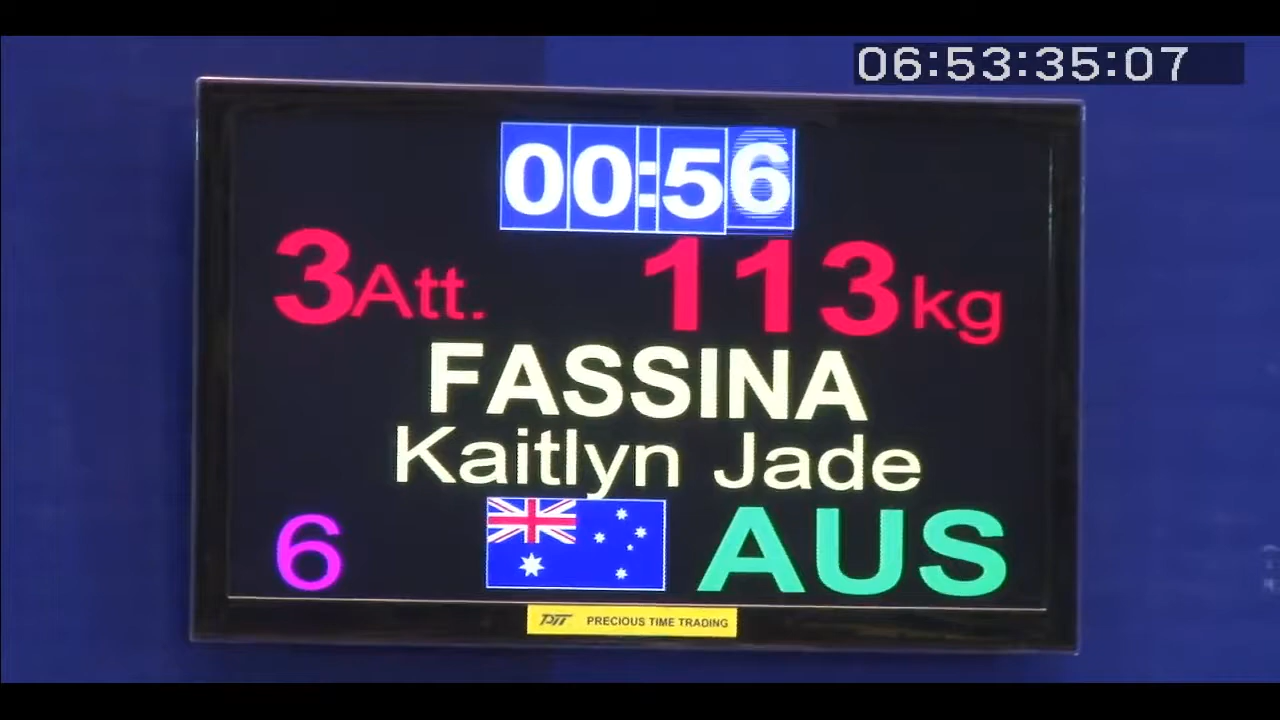 06:53:35:07
00:56
3Att. 113kg
FASSINA
Kaitlyn Jade
6 AUS
PTT PRECIOUS TIME TRADING